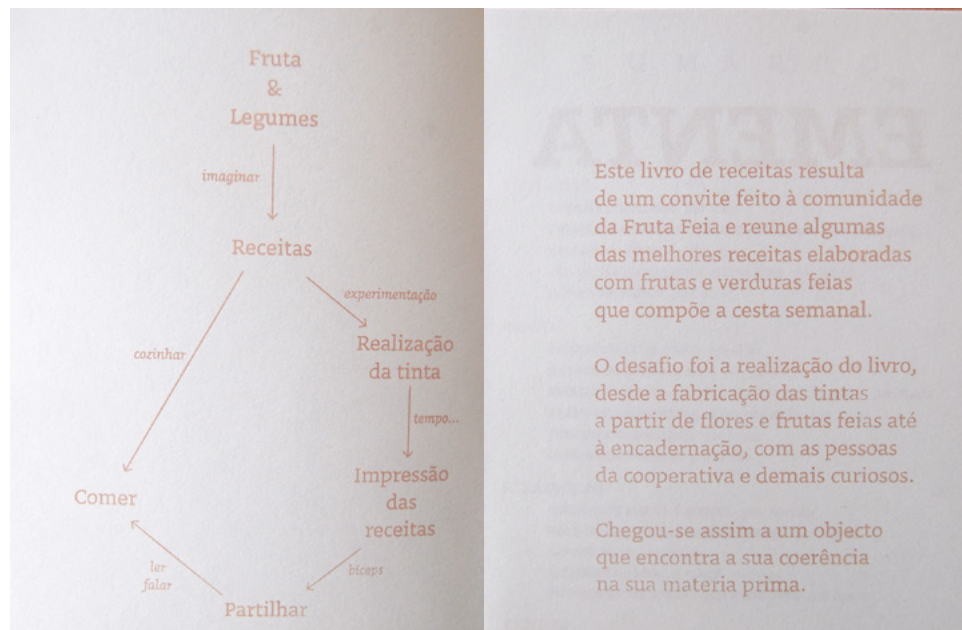 Fruta
&
Legumes
imaginar
Receitas
experimentação
cozinhar
Realização
da tinta
tempo...
Impressão
das
receitas
Comer
biceps
ler
falar
Partilhar
EMENTA
Este livro de receitas resulta
de um convite feito à comunidade
da Fruta Feia e reune algumas
das melhores receitas elaboradas
com frutas e verduras feias
que compõe a cesta semanal.
O desafio foi a realização do livro,
desde a fabricação das tintas
a partir de flores e frutas feias até
à encadernação, com as pessoas
da cooperativa e demais curiosos.
Chegou-se assim a um objecto
que encontra a sua coerência
na sua materia prima.